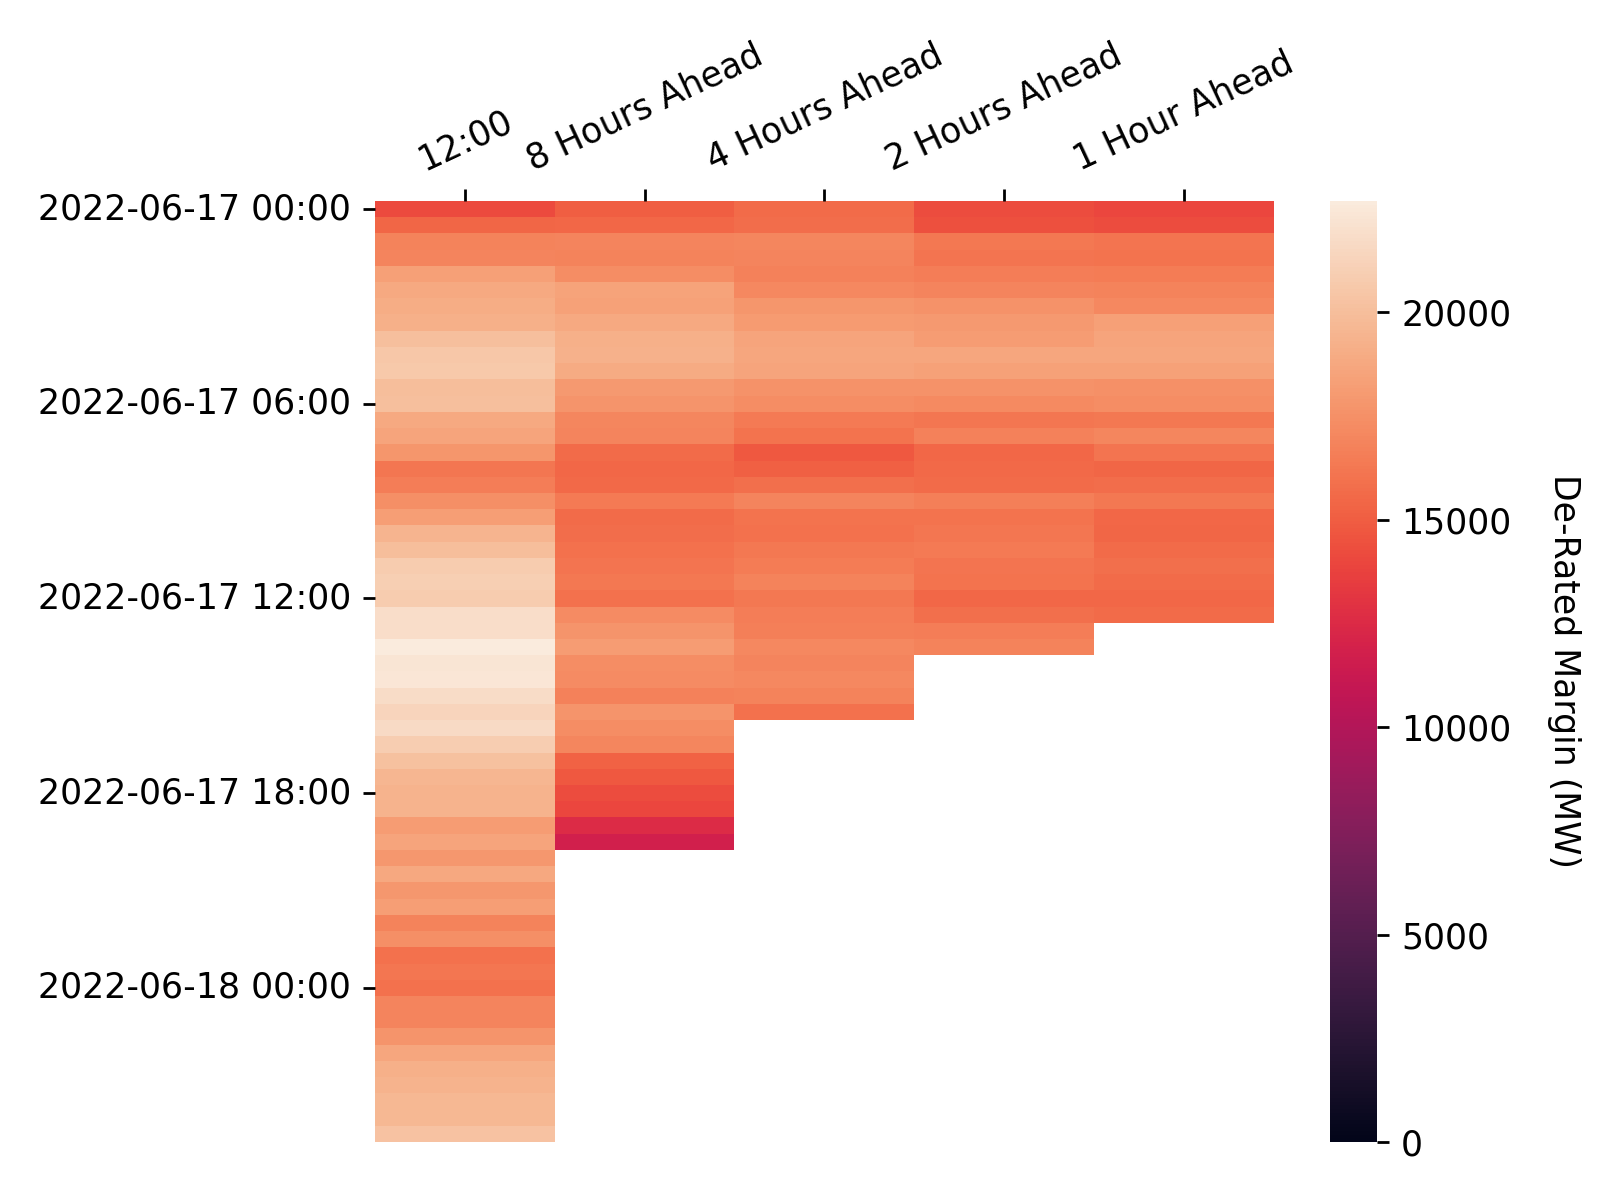 12:00
8 Hours Ahead
4 Hours Ahead
2 Hours Ahead
1 Hour Ahead
2022-06-17 00:00
2022-06-17 06:00
2022-06-17 12:00
2022-06-17 18:00
2022-06-18 00:00
20000
15000
10000
5000
0
De-Rated Margin (MW)